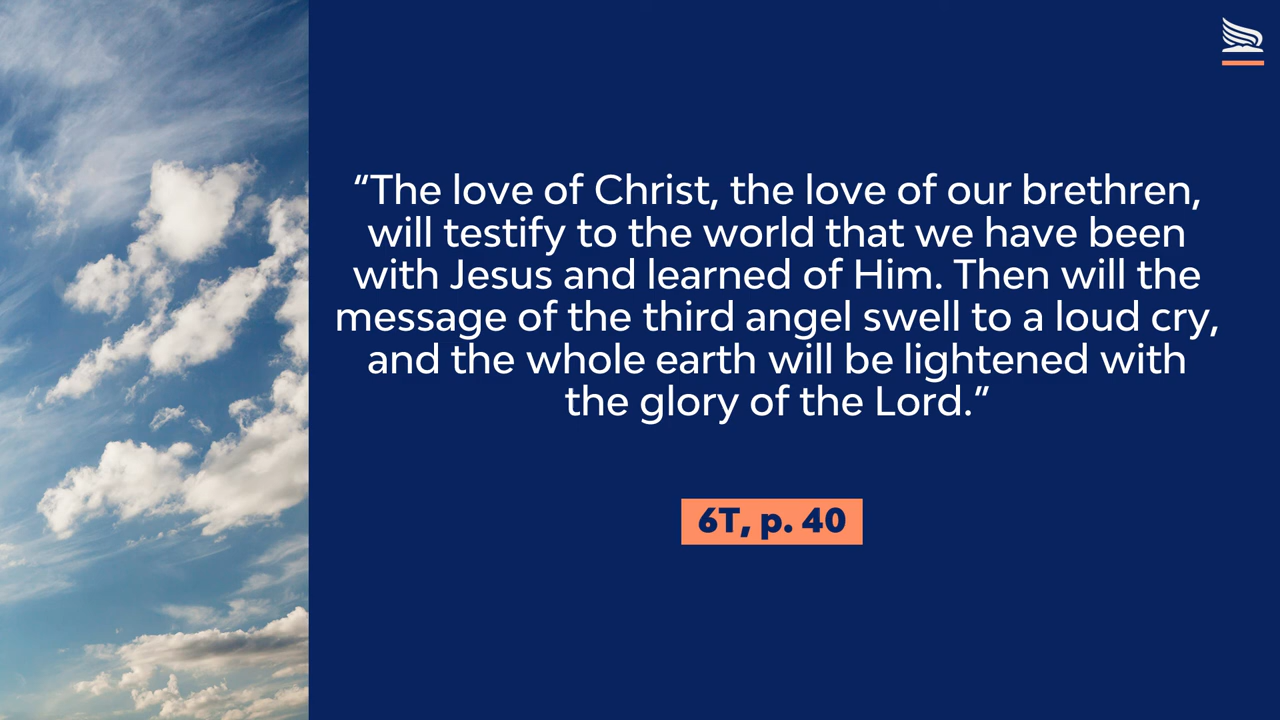 “The love of Christ, the love of our brethren,
will testify to the world that we have been
with Jesus and learned of Him. Then will the
message of the third angel swell to a loud cry,
and the whole earth will be lightened with
the glory of the Lord.”
6T, p. 40